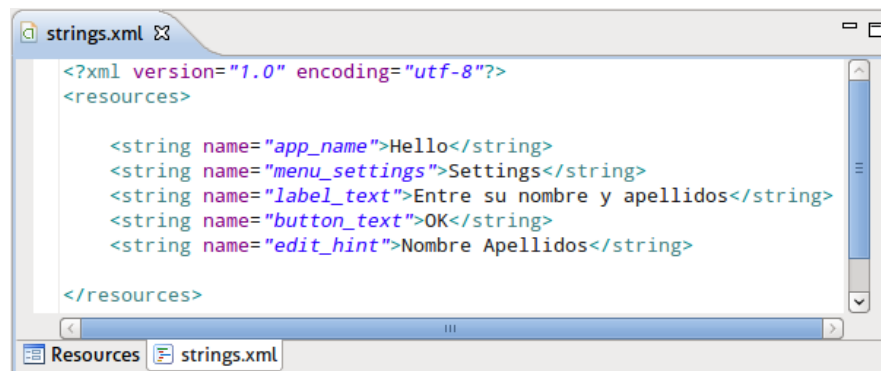 strings.xml
<?xml version="1.0" encoding="utf-8"?>
<resources>
<string name="app_name">Hello</string>
<string name="menu_settings">Settings</string>
<string name="label_text">Entre su nombre y apellidos</string>
<string name="button_text">OK</string>
<string name="edit_hint">Nombre Apellidos</string>
</resources>
Resources strings.xml